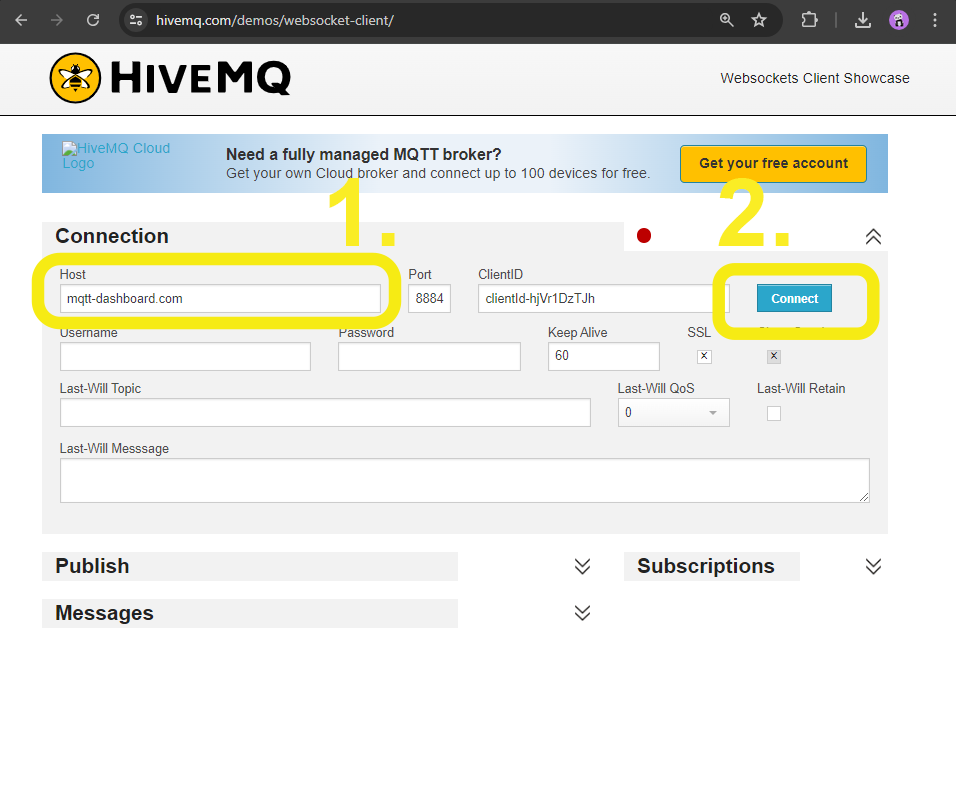 hivemq.com/demos/websocket-client/
HIVEMQ
Websockets Client Showcase
HiveMQ Cloud
Logo
Need a fully managed MQTT broker?
Get your own Cloud broker and connect up to 100 devices for free.
Get your free account
1.
2.
Connection
Host
Port
ClientID
mqtt-dashboard.com
8884
clientId-hjVr1DzTJh
Connect
Username
Password
Keep Alive
SSL
60
x
x
Last-Will Topic
Last-Will QoS
Last-Will Retain
0
Last-Will Messsage
Publish
Subscriptions
Messages